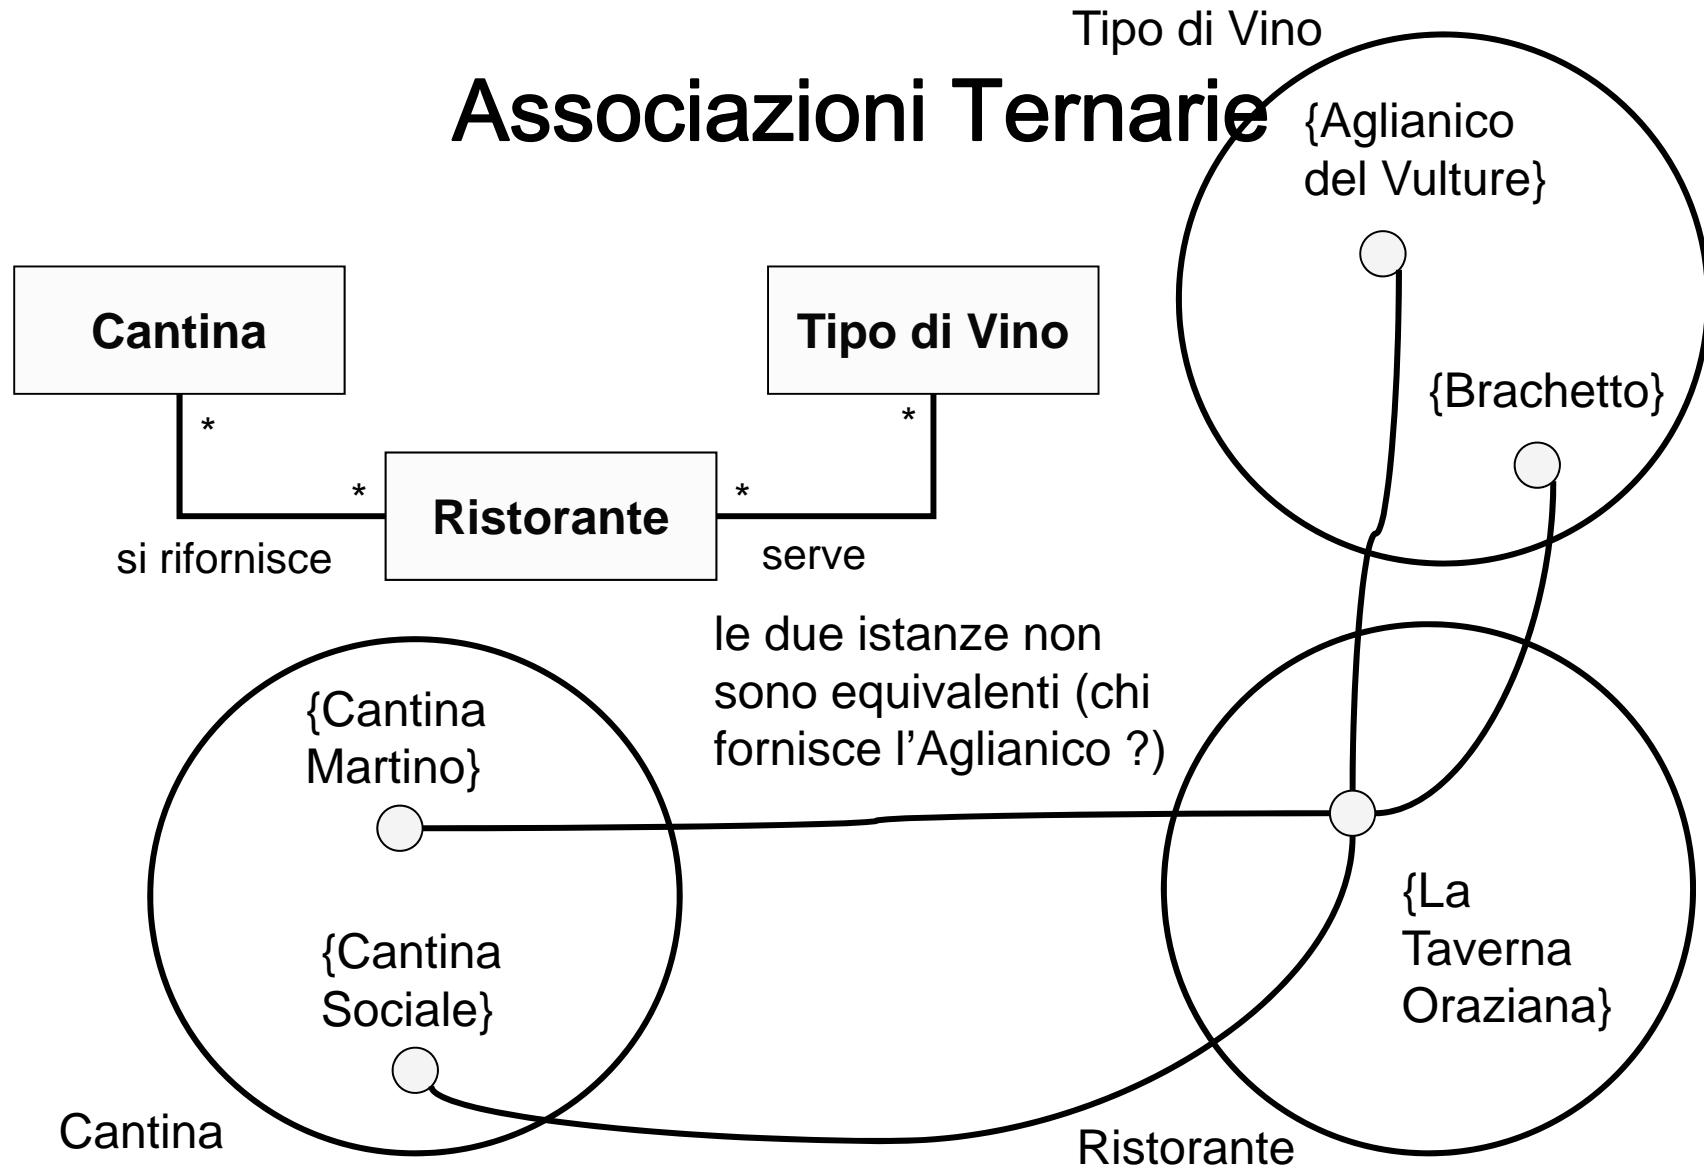 Tipo di Vino
Associazioni Ternarie
{Aglianico
del Vulture}
Cantina
Tipo di Vino
{Brachetto}
*
*
*
*
Ristorante
si rifornisce
serve
le due istanze non
sono equivalenti (chi
fornisce l’Aglianico ?)
{Cantina
Martino}
{La
Taverna
Oraziana}
{Cantina
Sociale}
Cantina
Ristorante